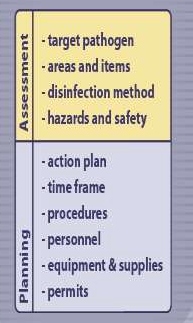 Assessment
- target pathogen
- areas and items
- disinfection method
- hazards and safety
Planning
- action plan
- time frame
- procedures
- personnel
- equipment & supplies
- permits